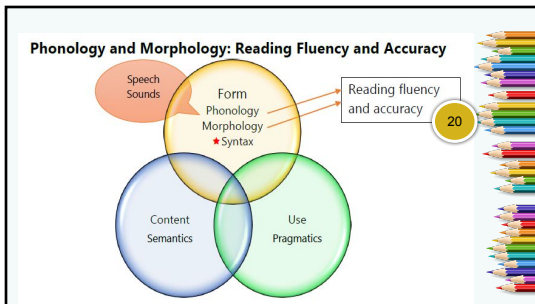 Phonology and Morphology: Reading Fluency and Accuracy
Speech
Sounds
Form
Phonology
Morphology
Syntax
Reading fluency
and accuracy
20
Content
Semantics
Use
Pragmatics